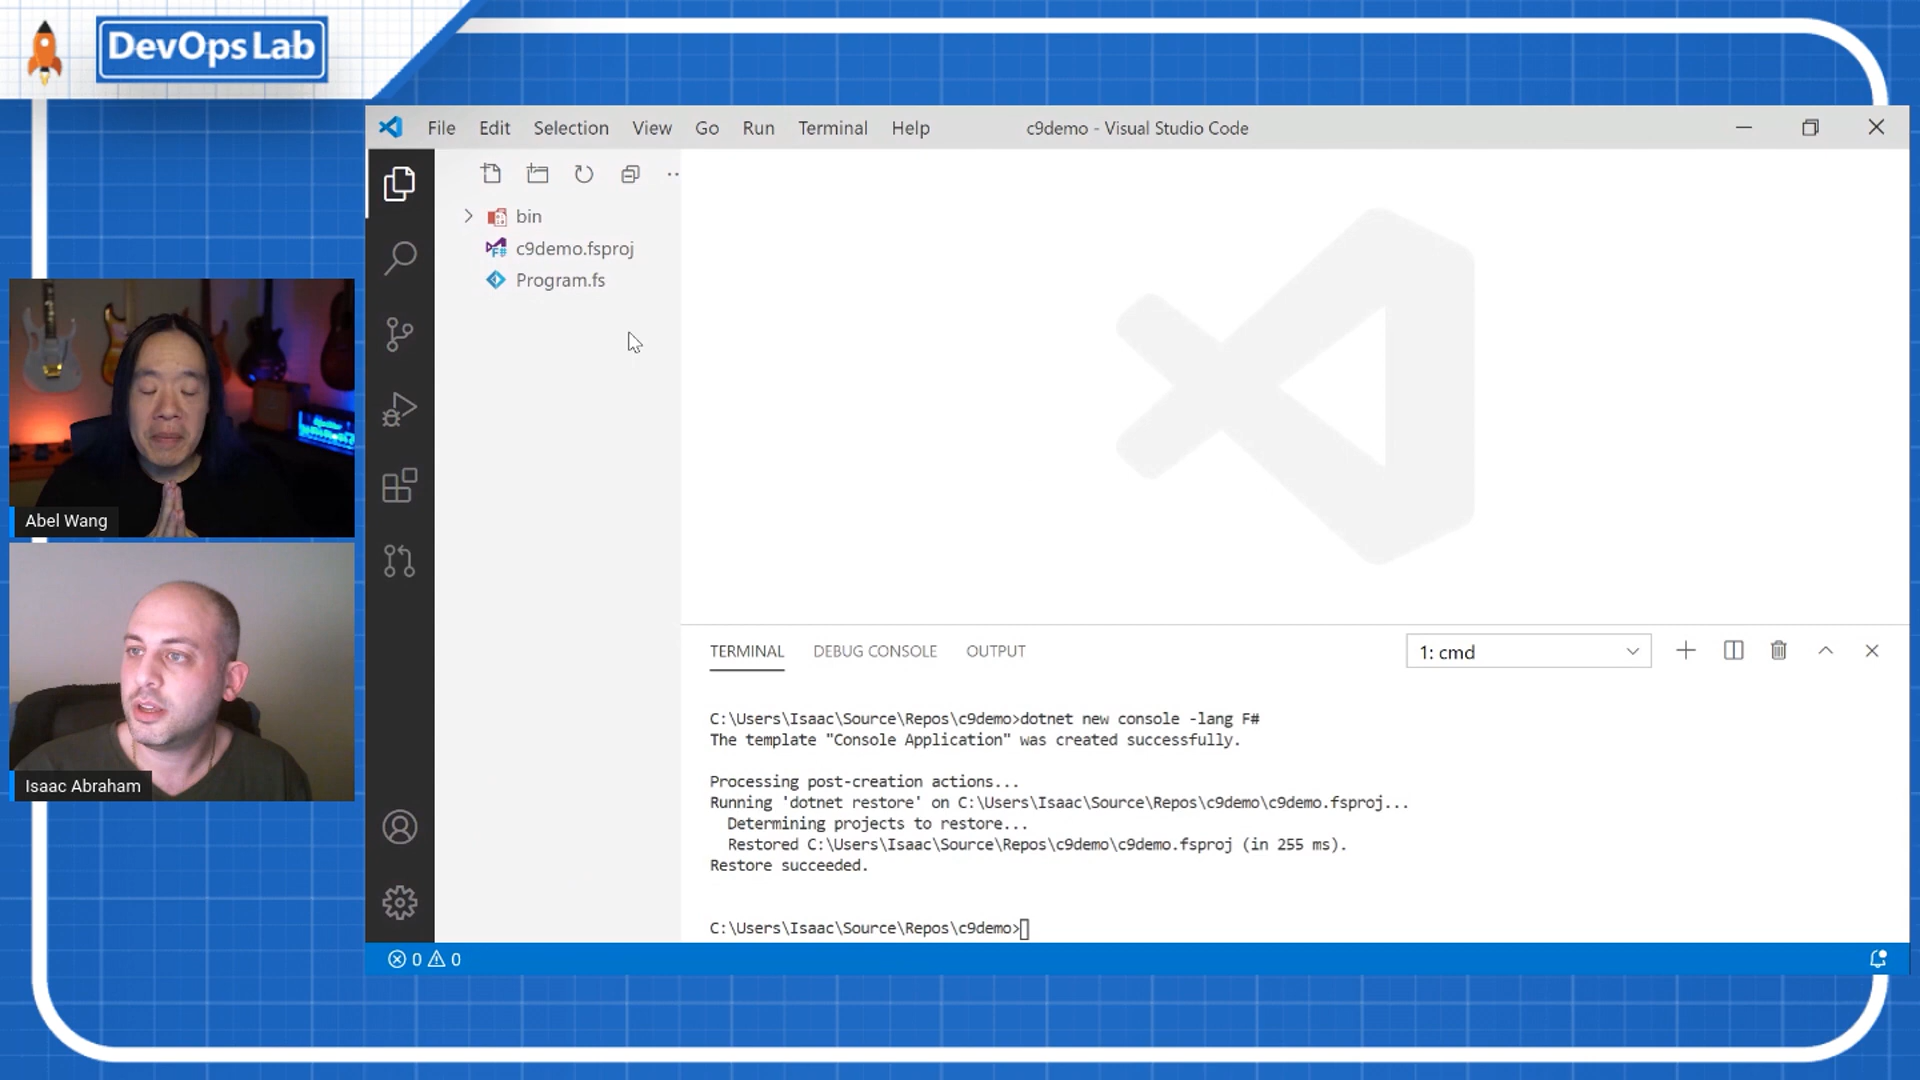 DevOps Lab
File Edit Selection View Go Run Terminal Help
c9demo - Visual Studio Code
bin
c9demo.fsproj
Program.fs
Abel Wang
Isaac Abraham
TERMINAL DEBUG CONSOLE OUTPUT
1: cmd
C:\Users\Isaac\Source\Repos\c9demo>dotnet new console -lang F#
The template "Console Application" was created successfully.
Processing post-creation actions...
Running 'dotnet restore' on C:\Users\Isaac\Source\Repos\c9demo\c9demo.fsproj...
Determining projects to restore...
Restored C:\Users\Isaac\Source\Repos\c9demo\c9demo.fsproj (in 255 ms).
Restore succeeded.
C:\Users\Isaac\Source\Repos\c9demo>
0 0